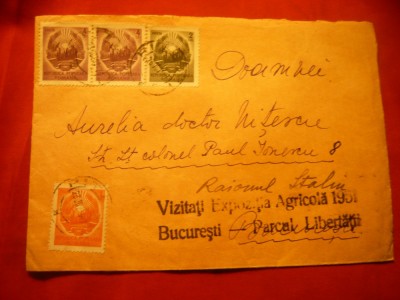 Doamnei
Aurelia doctor Nițescu
Str. Lt colonel Paul Ionescu 8
Raionul Stalin
Vizitați Expoziția Agricolă 1951
București – Parcul Libertății